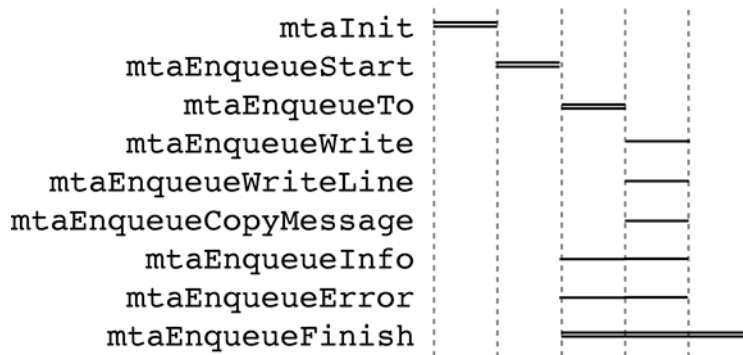 mtaInit
mtaEnqueueStart
mtaEnqueueTo
mtaEnqueueWrite
mtaEnqueueWriteLine
mtaEnqueueCopyMessage
mtaEnqueueInfo
mtaEnqueueError
mtaEnqueueFinish